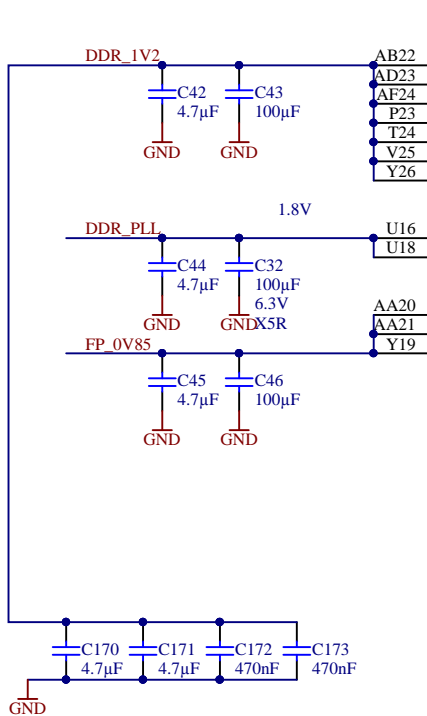 DDR_1V2
AB22
AD23
AF24
P23
T24
V25
Y26
C42
4.7µF
C43
100µF
GND
GND
1.8V
DDR_PLL
U16
U18
C44
4.7µF
C32
100µF
6.3V
X5R
GND
GND
AA20
AA21
Y19
FP_0V85
C45
4.7µF
C46
100µF
GND
GND
C170
4.7µF
C171
4.7µF
C172
470nF
C173
470nF
GND